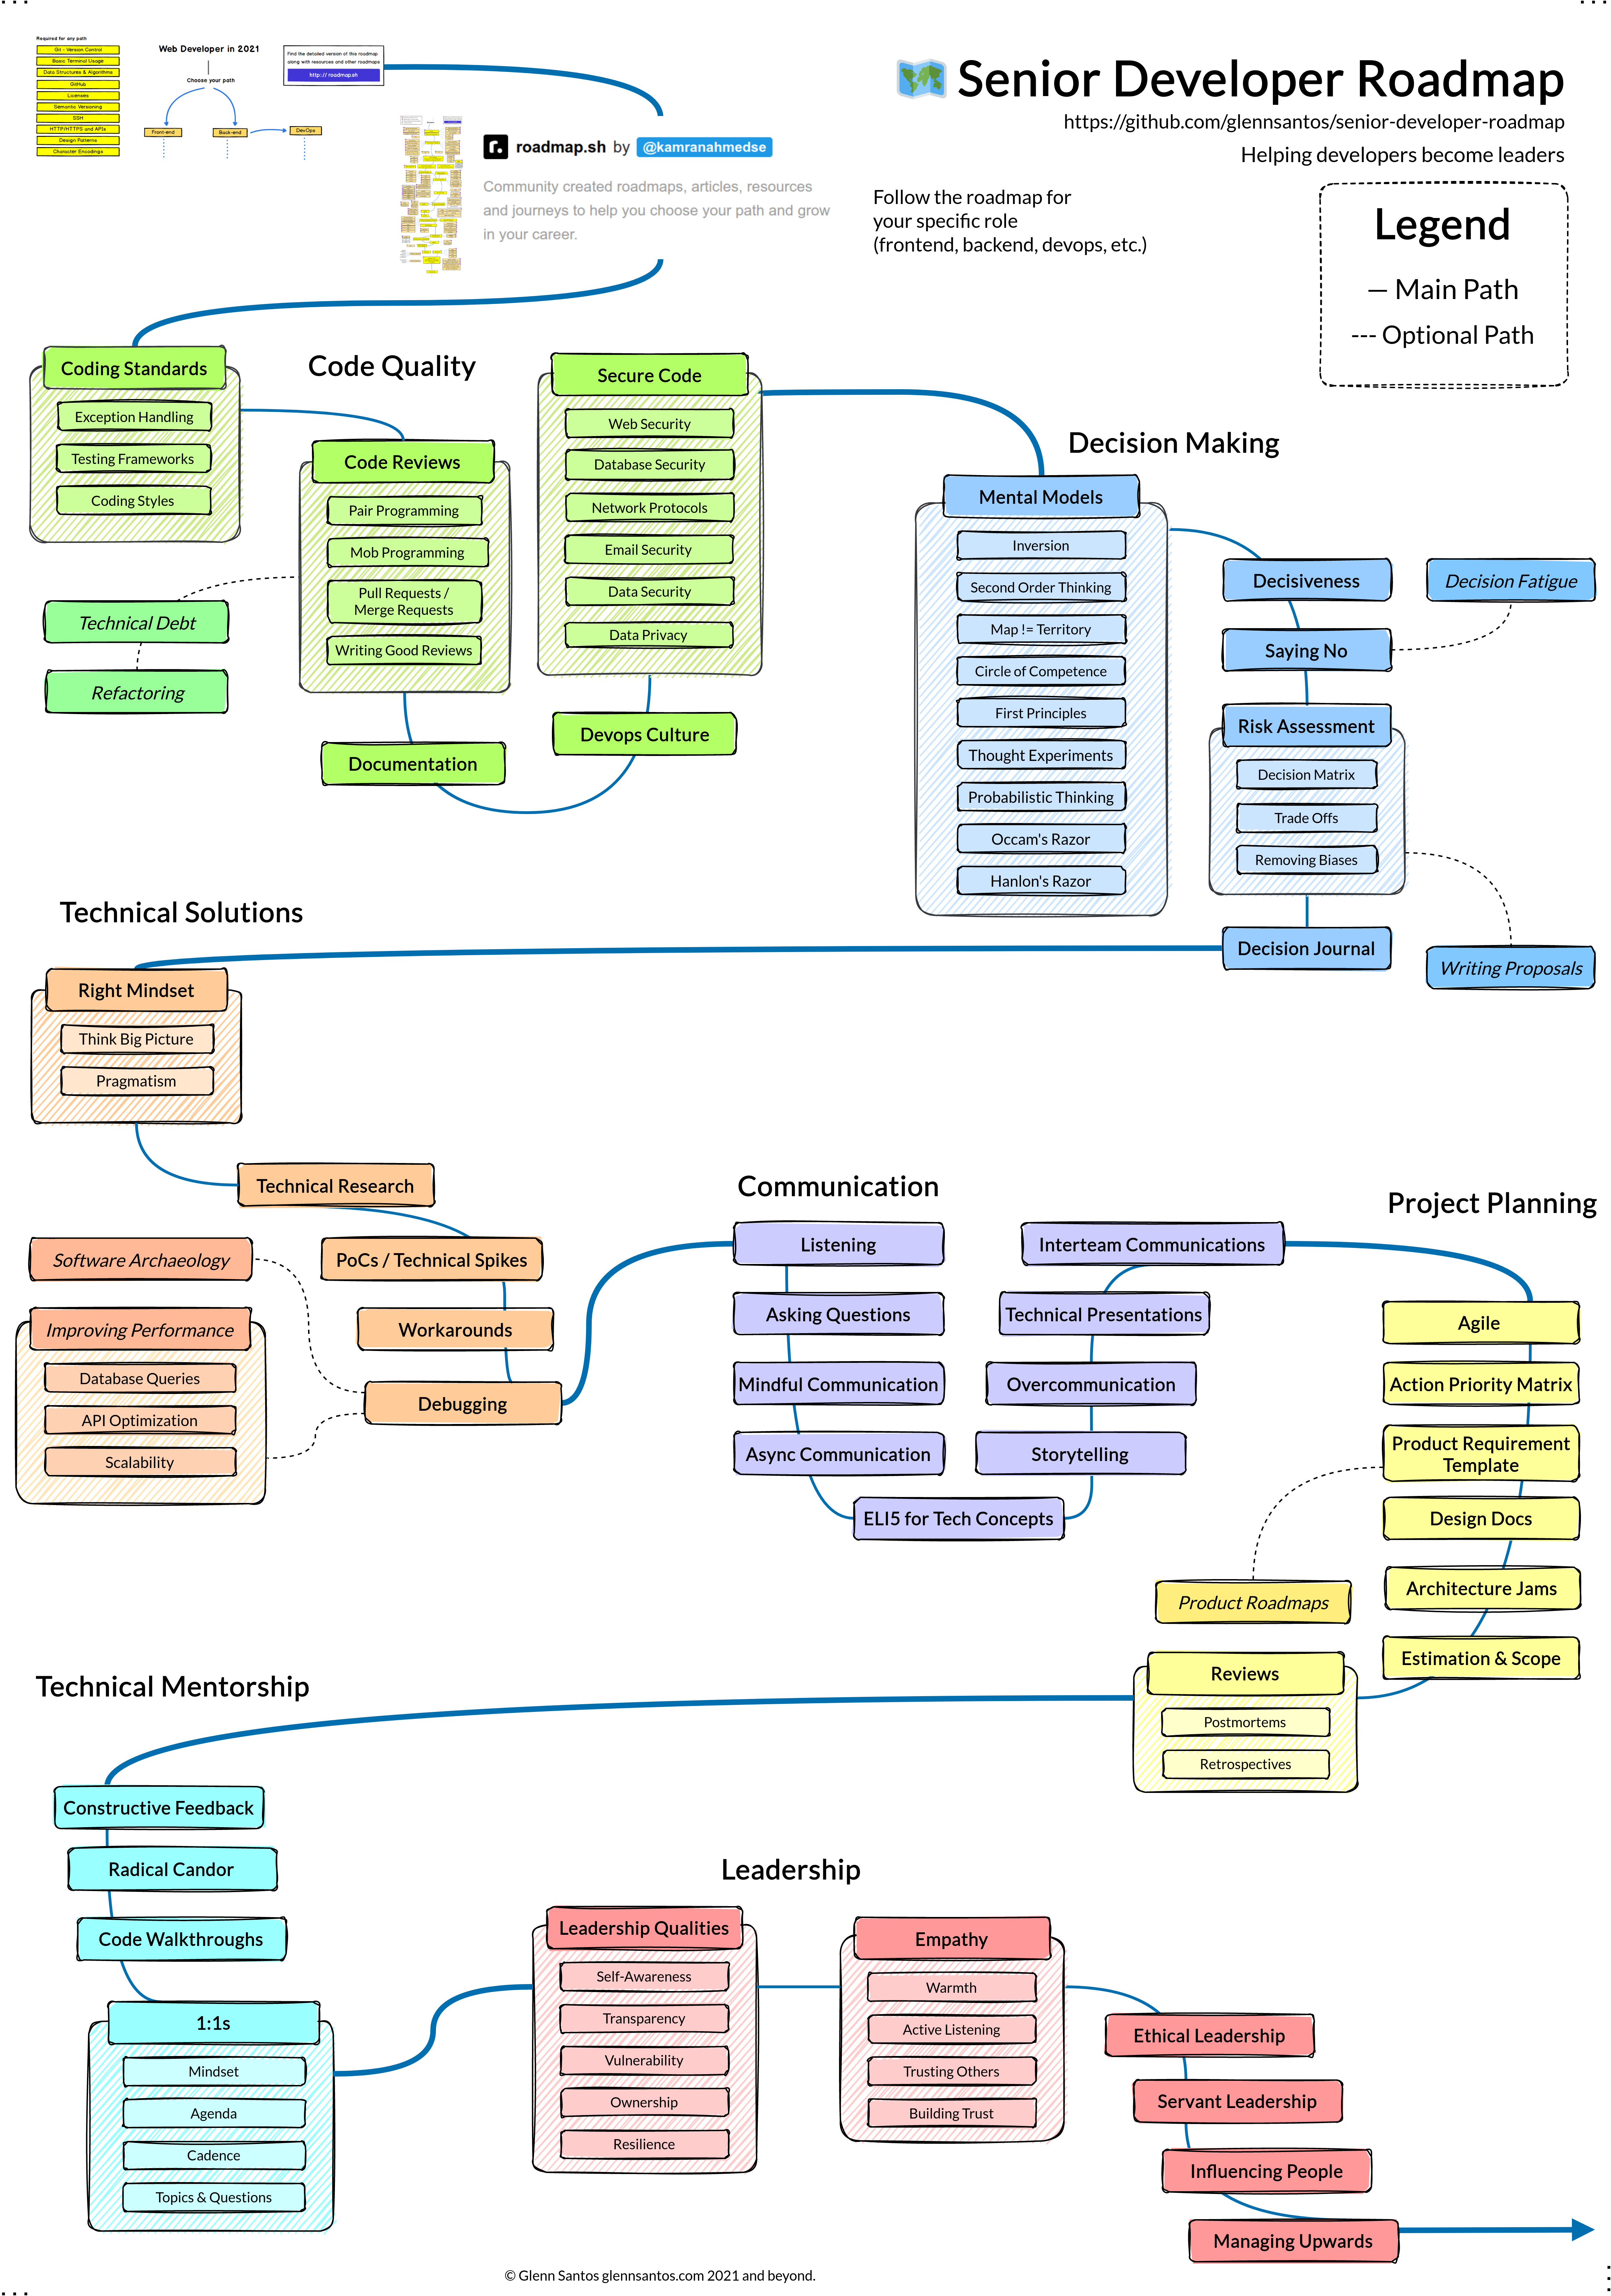 Required for any path
Git - Version Control
Basic Terminal Usage
Data Structures & Algorithms
GitHub
Licenses
Semantic Versioning
SSH
HTTP/HTTPS and APIs
Design Patterns
Character Encodings
Web Developer in 2021
Choose your path
Front-end
Back-end
DevOps
Find the detailed version of this roadmap
along with resources and other roadmaps
http:// roadmap.sh
roadmap.sh by @kamranahmedse
Community created roadmaps, articles, resources
and journeys to help you choose your path and grow
in your career.
Senior Developer Roadmap
https://github.com/glennsantos/senior-developer-roadmap
Helping developers become leaders
Follow the roadmap for
your specific role
(frontend, backend, devops, etc.)
Legend
— Main Path
--- Optional Path
Code Quality
Coding Standards
Exception Handling
Testing Frameworks
Coding Styles
Code Reviews
Pair Programming
Mob Programming
Pull Requests /
Merge Requests
Writing Good Reviews
Technical Debt
Refactoring
Documentation
Devops Culture
Secure Code
Web Security
Database Security
Network Protocols
Email Security
Data Security
Data Privacy
Decision Making
Mental Models
Inversion
Second Order Thinking
Map != Territory
Circle of Competence
First Principles
Thought Experiments
Probabilistic Thinking
Occam's Razor
Hanlon's Razor
Decisiveness
Decision Fatigue
Saying No
Risk Assessment
Decision Matrix
Trade Offs
Removing Biases
Decision Journal
Writing Proposals
Technical Solutions
Right Mindset
Think Big Picture
Pragmatism
Technical Research
PoCs / Technical Spikes
Workarounds
Debugging
Software Archaeology
Improving Performance
Database Queries
API Optimization
Scalability
Communication
Listening
Asking Questions
Mindful Communication
Async Communication
ELI5 for Tech Concepts
Storytelling
Overcommunication
Technical Presentations
Interteam Communications
Project Planning
Agile
Action Priority Matrix
Product Requirement
Template
Design Docs
Architecture Jams
Estimation & Scope
Product Roadmaps
Reviews
Postmortems
Retrospectives
Technical Mentorship
Constructive Feedback
Radical Candor
Code Walkthroughs
1:1s
Mindset
Agenda
Cadence
Topics & Questions
Leadership
Leadership Qualities
Self-Awareness
Transparency
Vulnerability
Ownership
Resilience
Empathy
Warmth
Active Listening
Trusting Others
Building Trust
Ethical Leadership
Servant Leadership
Influencing People
Managing Upwards
© Glenn Santos glennsantos.com 2021 and beyond.